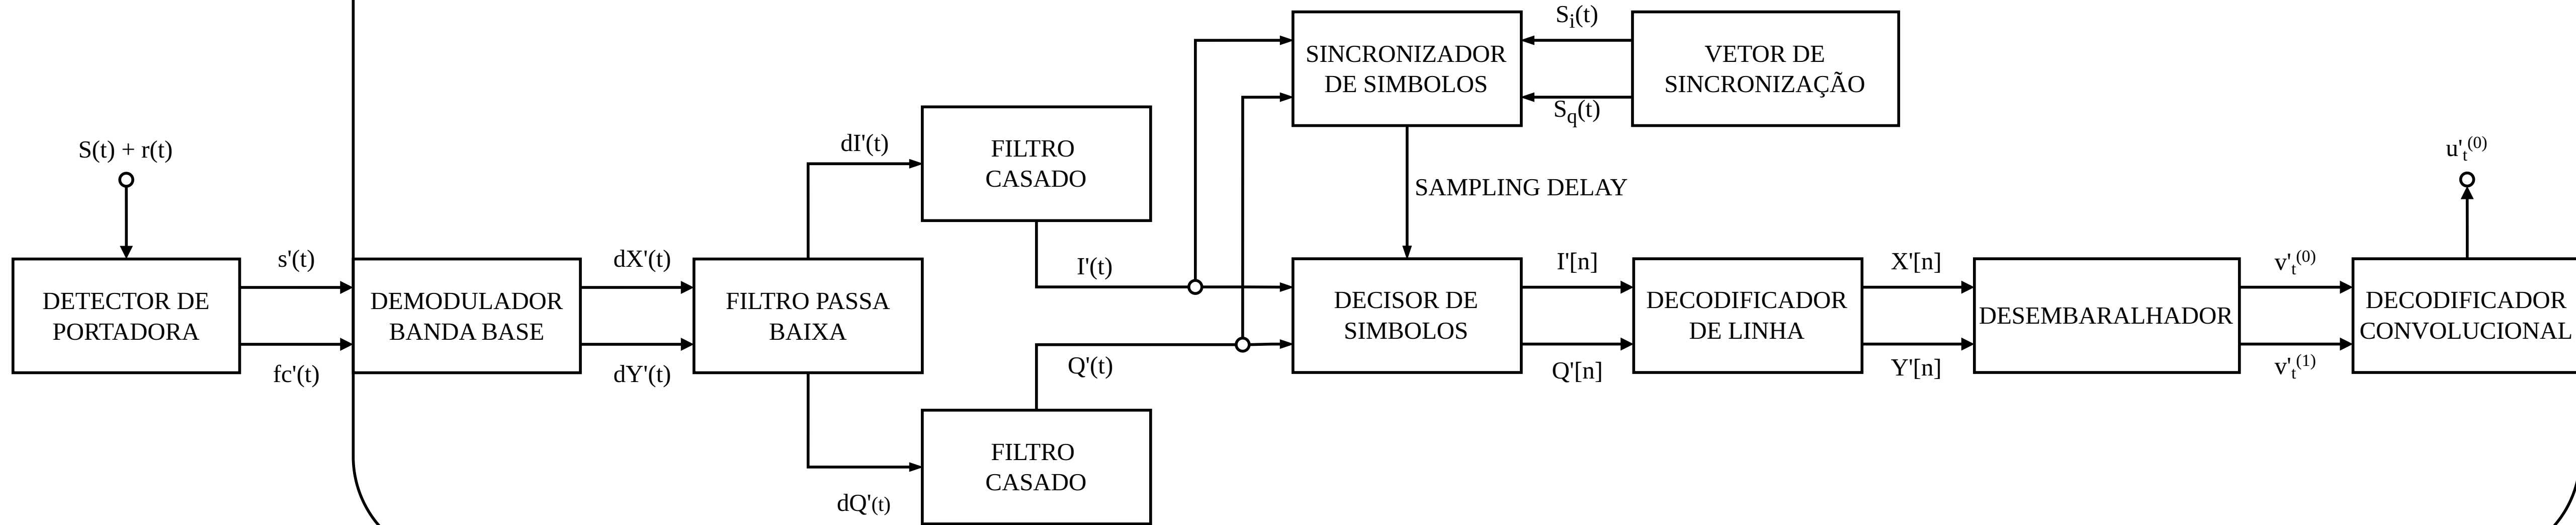 S(t) + r(t)
DETECTOR DE
PORTADORA
s'(t)
fc'(t)
DEMODULADOR
BANDA BASE
dX'(t)
dY'(t)
FILTRO PASSA
BAIXA
dI'(t)
dQ'(t)
FILTRO
CASADO
FILTRO
CASADO
I'(t)
Q'(t)
SINCRONIZADOR
DE SIMBOLOS
Si(t)
Sq(t)
VETOR DE
SINCRONIZAÇÃO
SAMPLING DELAY
DECISOR DE
SIMBOLOS
I'[n]
Q'[n]
DECODIFICADOR
DE LINHA
X'[n]
Y'[n]
DESEMBARALHADOR
v't(0)
v't(1)
DECODIFICADOR
CONVOLUCIONAL
u't(0)